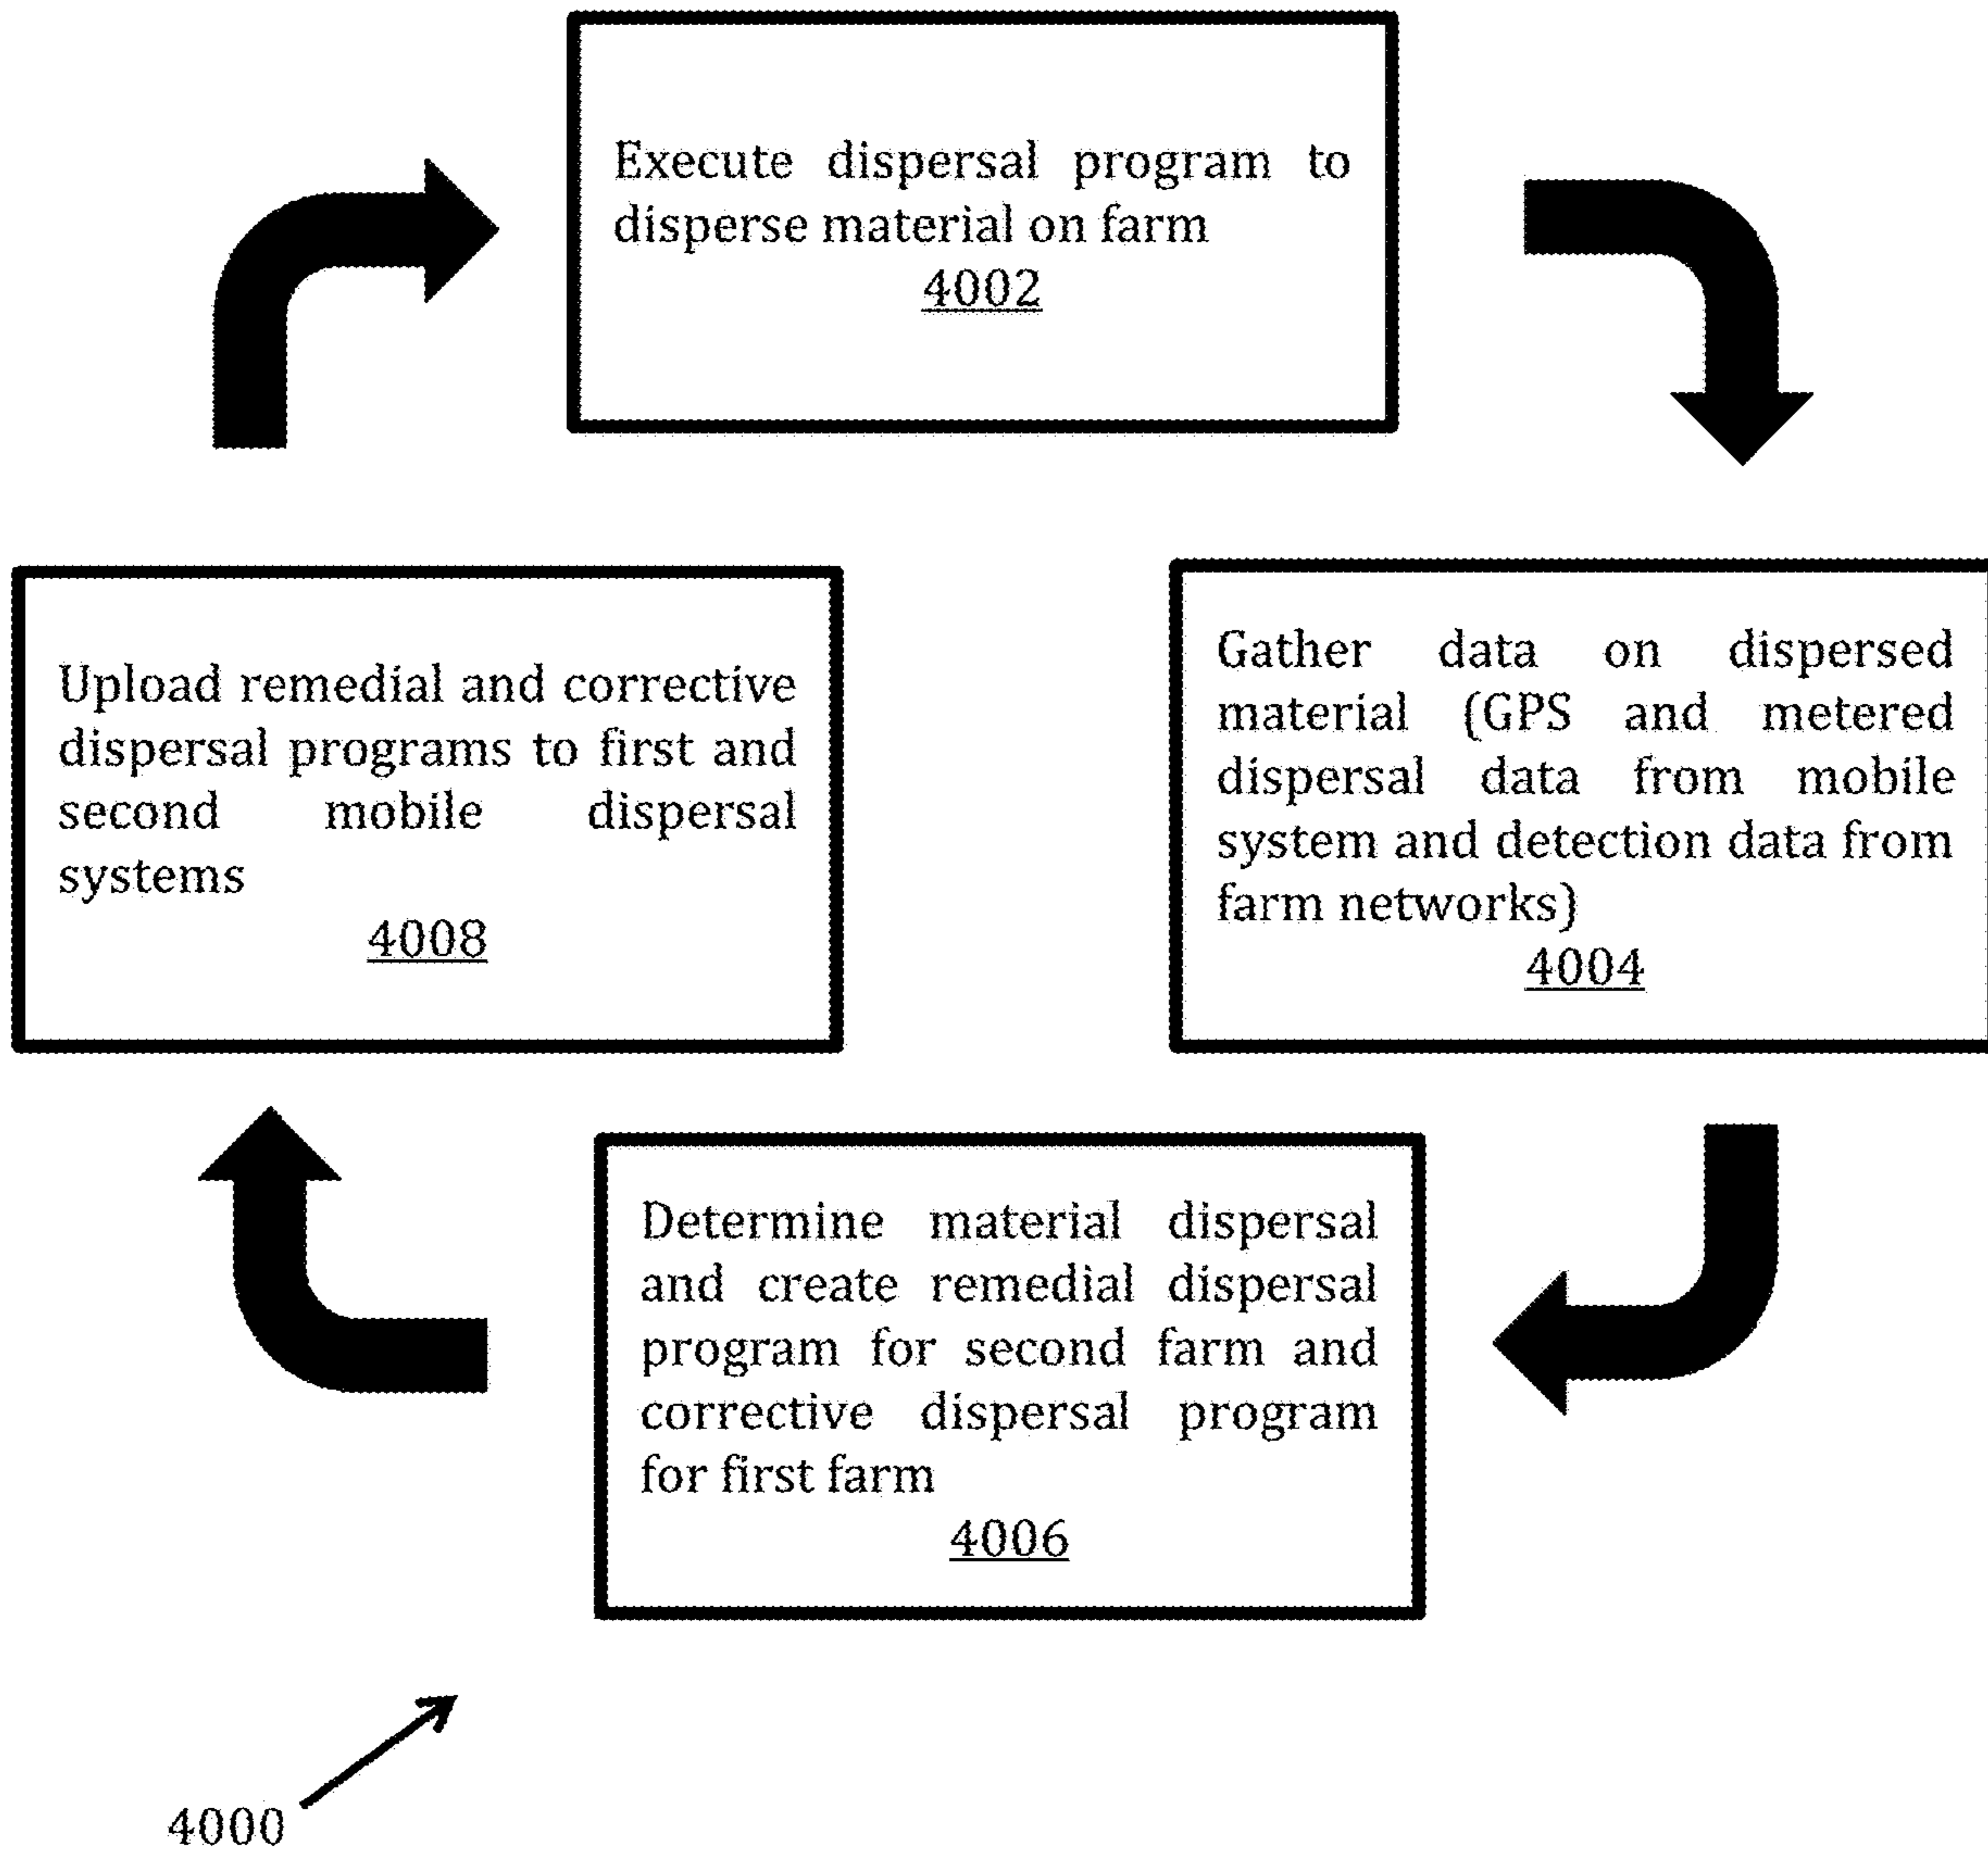 Execute dispersal program to
disperse material on farm
4002
Upload remedial and corrective
dispersal programs to first and
second mobile dispersal
systems
4008
Gather data on dispersed
material (GPS and metered
dispersal data from mobile
system and detection data from
farm networks)
4004
Determine material dispersal
and create remedial dispersal
program for second farm and
corrective dispersal program
for first farm
4006
4000